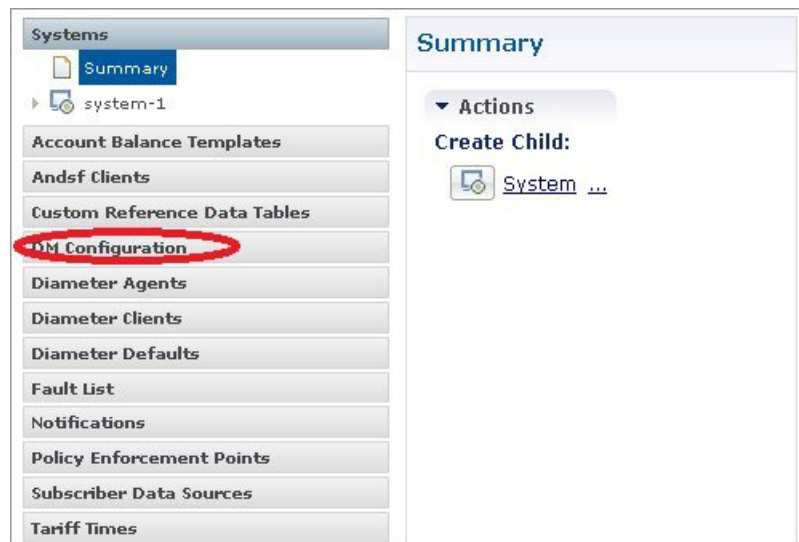 Systems
Summary
system-1
Account Balance Templates
Andsf Clients
Custom Reference Data Tables
DM Configuration
Diameter Agents
Diameter Clients
Diameter Defaults
Fault List
Notifications
Policy Enforcement Points
Subscriber Data Sources
Tariff Times
Summary
Actions
Create Child:
System ...